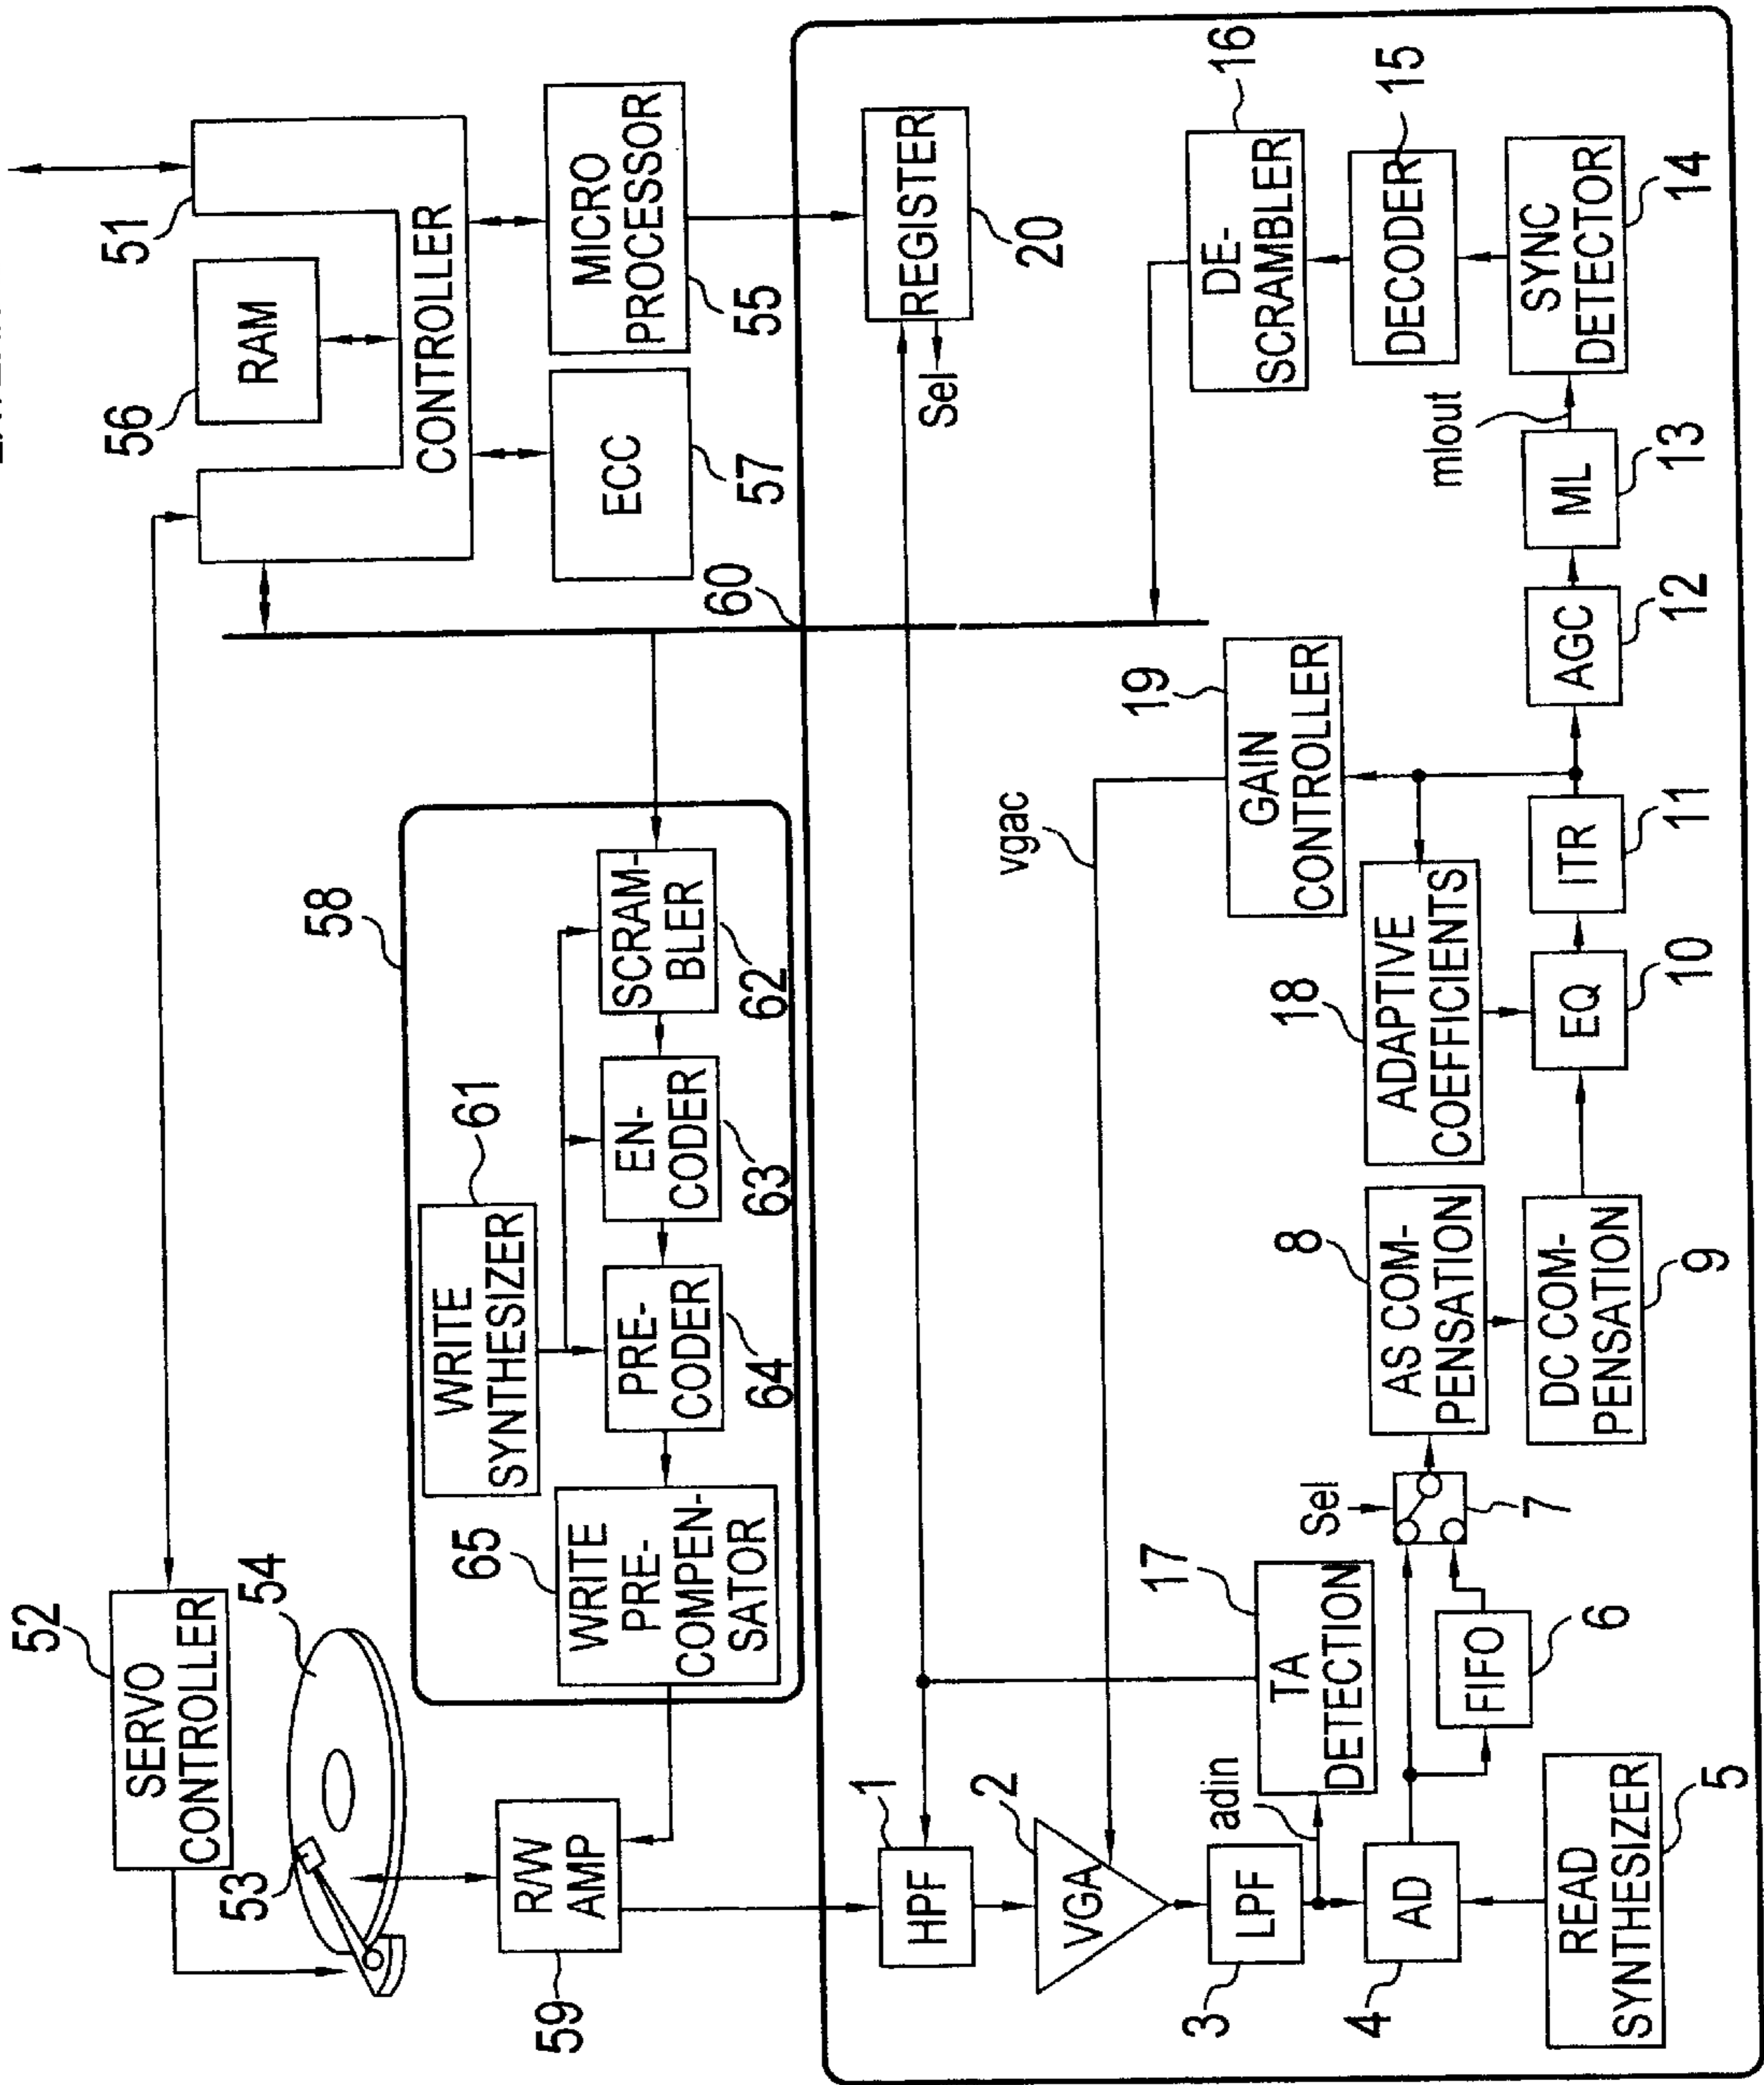 51
56
RAM
CONTROLLER
MICRO
PROCESSOR
55
ECC
57
52
SERVO
CONTROLLER
54
53
R/W
AMP
59
58
WRITE
SYNTHESIZER
61
SCRAM-
BLER
62
EN-
CODER
63
PRE-
CODER
64
65
WRITE
PRE-
COMPEN-
SATOR
60
REGISTER
20
Sel
16
DE-
SCRAMBLER
DECODER
15
SYNC
DETECTOR
14
mlout
ML
13
AGC
12
19
GAIN
CONTROLLER
vgac
ITR
11
18
ADAPTIVE
COEFFICIENTS
EQ
10
8
AS COM-
PENSATION
DC COM-
PENSATION
9
Sel
7
17
TA
DETECTION
FIFO
6
adin
1
HPF
2
VGA
LPF
3
AD
4
READ
SYNTHESIZER
5